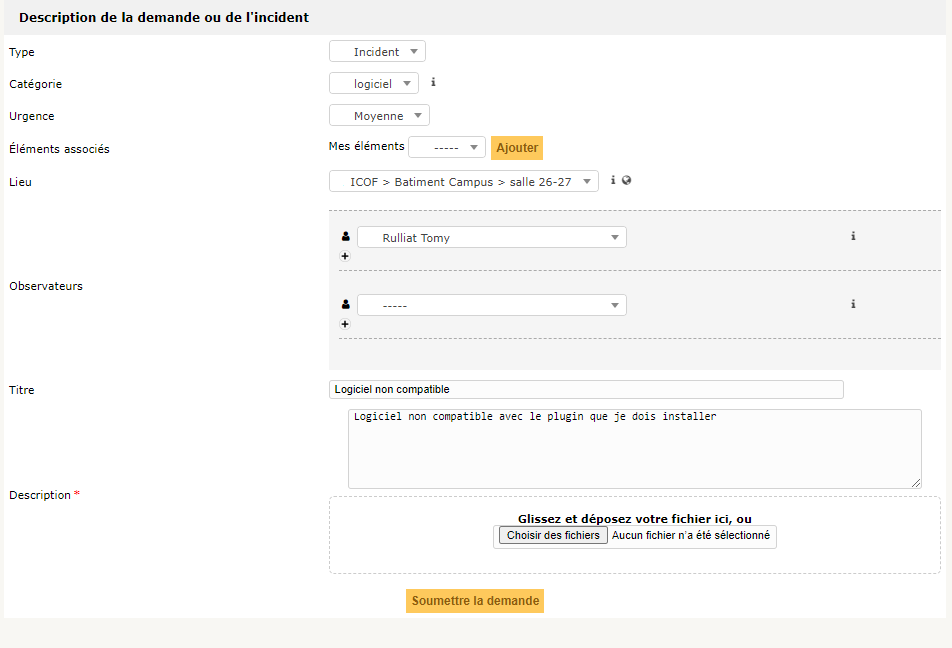 Description de la demande ou de l'incident
Type
Incident
Catégorie
logiciel
Urgence
Moyenne
Éléments associés
Mes éléments ----- Ajouter
Lieu
ICOF > Batiment Campus > salle 26-27
Observateurs
Rulliat Tomy
-----
Titre
Logiciel non compatible
Description *
Logiciel non compatible avec le plugin que je dois installer
Glissez et déposez votre fichier ici, ou
Choisir des fichiers Aucun fichier n'a été sélectionné
Soumettre la demande